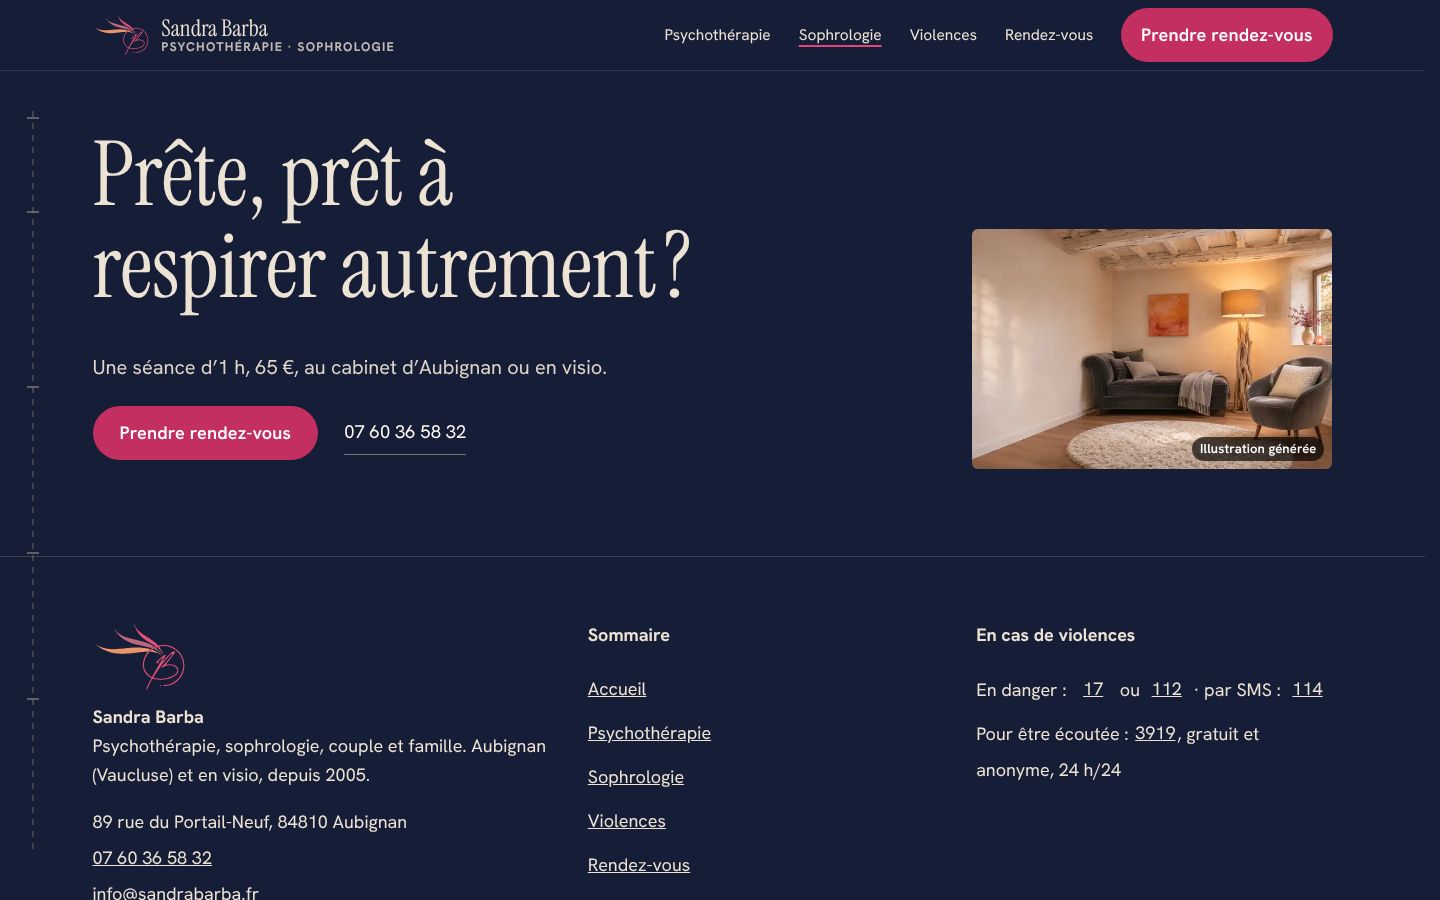 Sandra Barba
PSYCHOTHÉRAPIE · SOPHROLOGIE
Psychothérapie
Sophrologie
Violences
Rendez-vous
Prendre rendez-vous
Prête, prêt à
respirer autrement ?
Une séance d’1 h, 65 €, au cabinet d’Aubignan ou en visio.
Prendre rendez-vous
07 60 36 58 32
Illustration générée
Sandra Barba
Psychothérapie, sophrologie, couple et famille. Aubignan
(Vaucluse) et en visio, depuis 2005.
89 rue du Portail-Neuf, 84810 Aubignan
07 60 36 58 32
info@sandrabarba.fr
Sommaire
Accueil
Psychothérapie
Sophrologie
Violences
Rendez-vous
En cas de violences
En danger : 17 ou 112 · par SMS : 114
Pour être écoutée : 3919, gratuit et
anonyme, 24 h/24